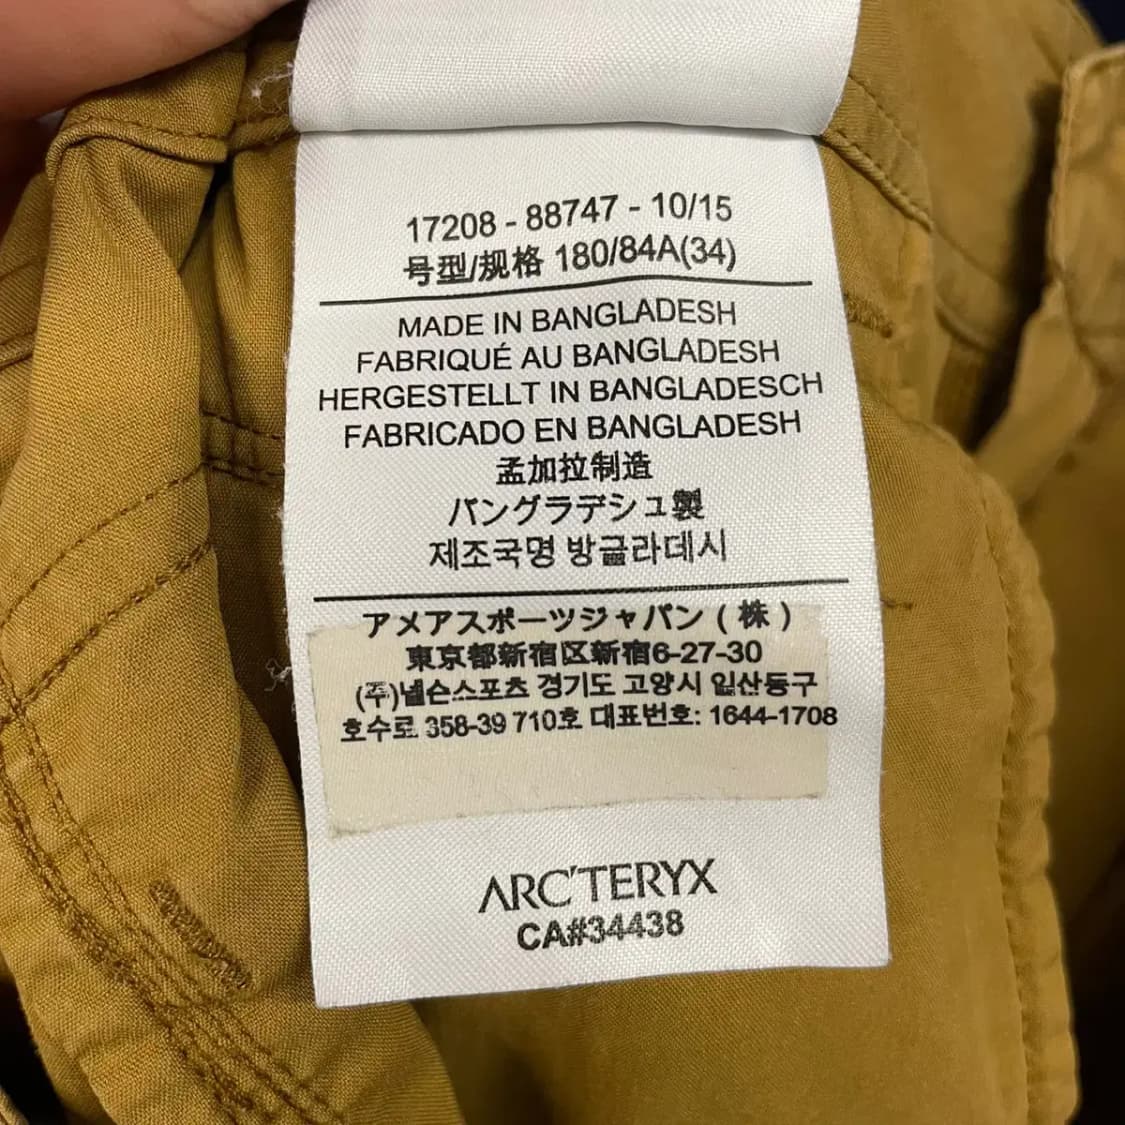 17208 - 88747 - 10/15
号型/规格 180/84A(34)
MADE IN BANGLADESH
FABRIQUÉ AU BANGLADESH
HERGESTELLT IN BANGLADESCH
FABRICADO EN BANGLADESH
孟加拉制造
バングラデシュ製
제조국명 방글라데시
アメアスポーツジャパン ( 株 )
東京都新宿区新宿6-27-30
(주)넬슨스포츠 경기도 고양시 일산동구
호수로 358-39 710호 대표번호: 1644-1708
ARC'TERYX
CA#34438